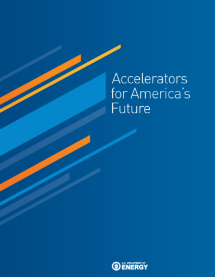 Accelerators
for America's
Future
U.S. DEPARTMENT OF
ENERGY